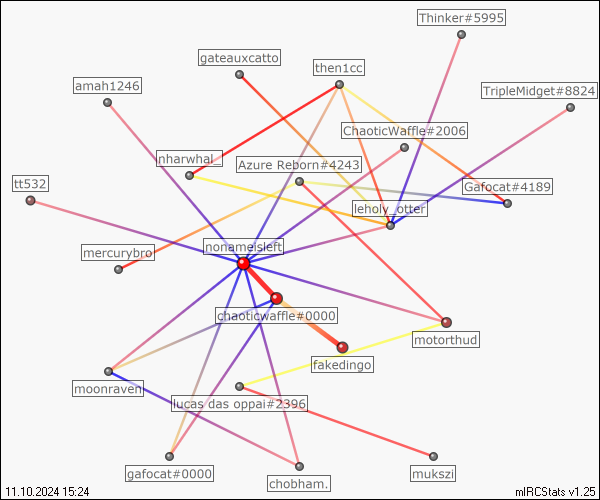 Thinker#5995
gateauxcatto
then1cc
amah1246
TripleMidget#8824
ChaoticWaffle#2006
nharwhal_
Azure Reborn#4243
tt532
Gafocat#4189
leholy_otter
nonameisleft
mercurybro
chaoticwaffle#0000
motorthud
fakedingo
moonraven
lucas das oppai#2396
gafocat#0000
mukszi
chobham.
11.10.2024 15:24
mIRCStats v1.25